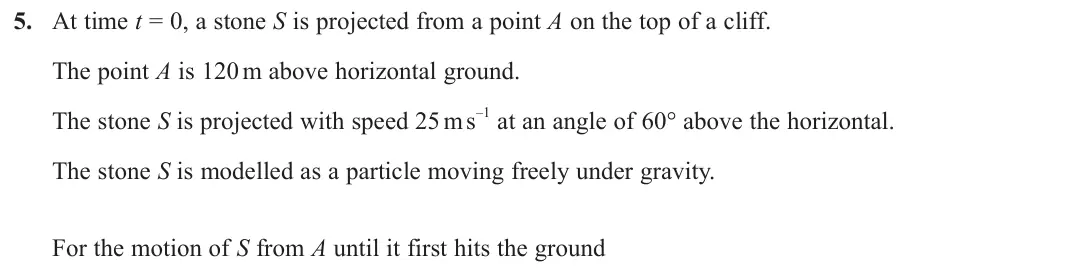 5. At time t = 0, a stone S is projected from a point A on the top of a cliff.
The point A is 120 m above horizontal ground.
The stone S is projected with speed 25 m s⁻¹ at an angle of 60° above the horizontal.
The stone S is modelled as a particle moving freely under gravity.
For the motion of S from A until it first hits the ground